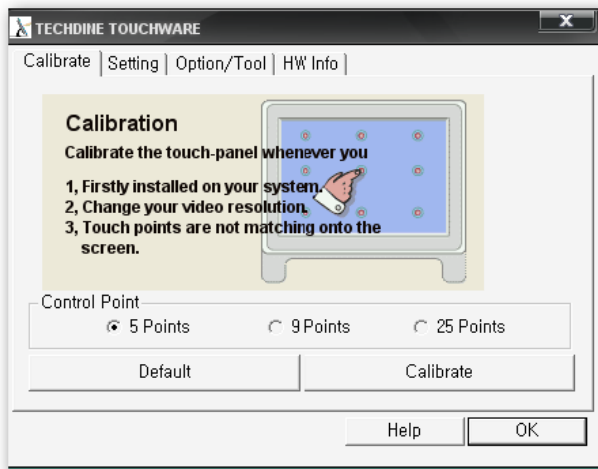 TECHDINE TOUCHWARE
x
Calibrate Setting Option/Tool HW Info
Calibration
Calibrate the touch-panel whenever you
1, Firstly installed on your system.
2, Change your video resolution.
3, Touch points are not matching onto the
screen.
Control Point
5 Points 9 Points 25 Points
Default Calibrate
Help OK